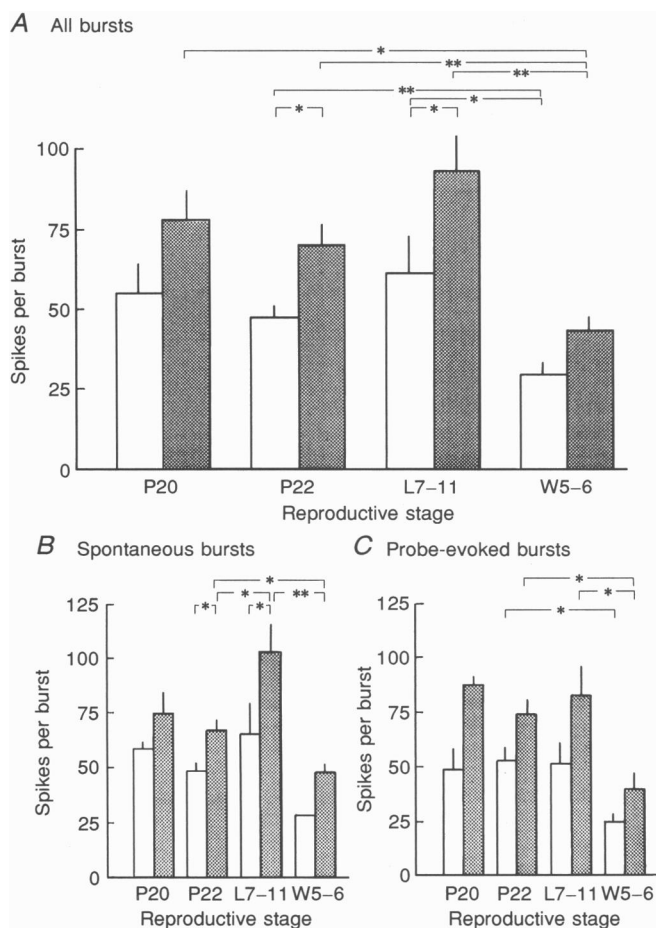 A All bursts
*
**
**
**
*
*
*
100
75
50
25
0
Spikes per burst
P20 P22 L7–11 W5–6
Reproductive stage
B Spontaneous bursts
*
* * * **
125
100
75
50
25
0
Spikes per burst
P20 P22 L7–11 W5–6
Reproductive stage
C Probe-evoked bursts
*
*
*
125
100
75
50
25
0
Spikes per burst
P20 P22 L7–11 W5–6
Reproductive stage